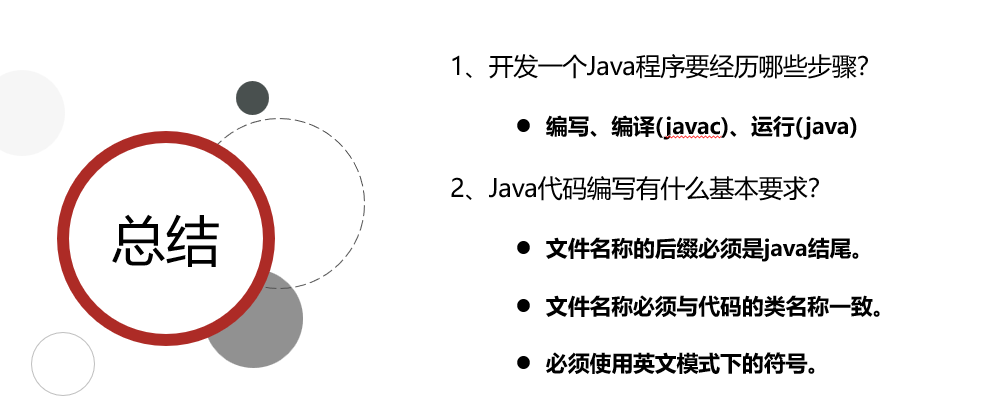 总结
1、开发一个Java程序要经历哪些步骤？
● 编写、编译(javac)、运行(java)
2、Java代码编写有什么基本要求？
● 文件名称的后缀必须是java结尾。
● 文件名称必须与代码的类名称一致。
● 必须使用英文模式下的符号。